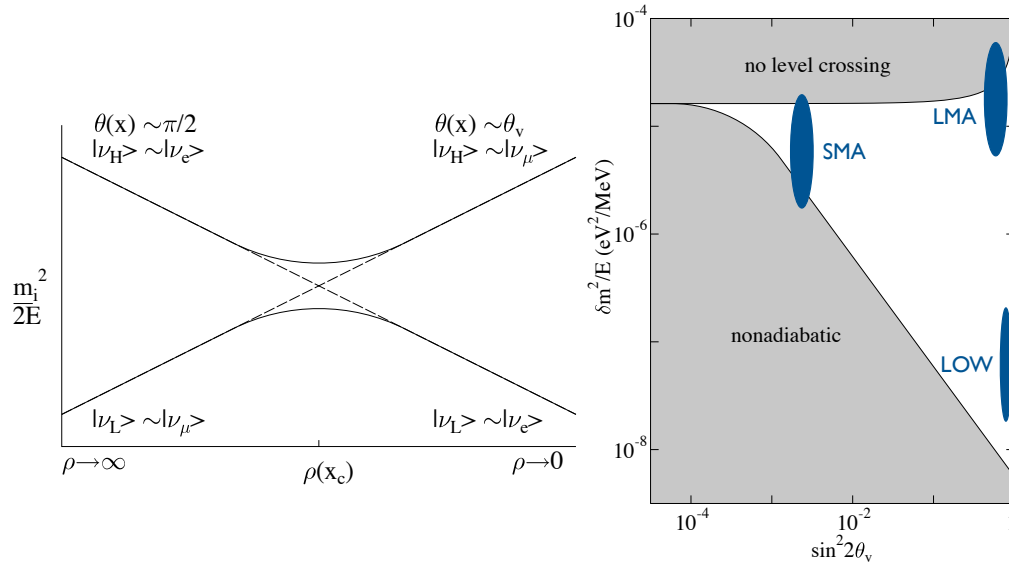 θ(x) ~π/2
|ν_H> ~|ν_e>
θ(x) ~θ_v
|ν_H> ~|ν_μ>
m_i^2
2E
|ν_L> ~|ν_μ>
|ν_L> ~|ν_e>
ρ→∞
ρ(x_c)
ρ→0
10^-4
no level crossing
LMA
SMA
δm^2/E (eV^2/MeV)
10^-6
nonadiabatic
LOW
10^-8
10^-4
10^-2
1
sin^2 2θ_v